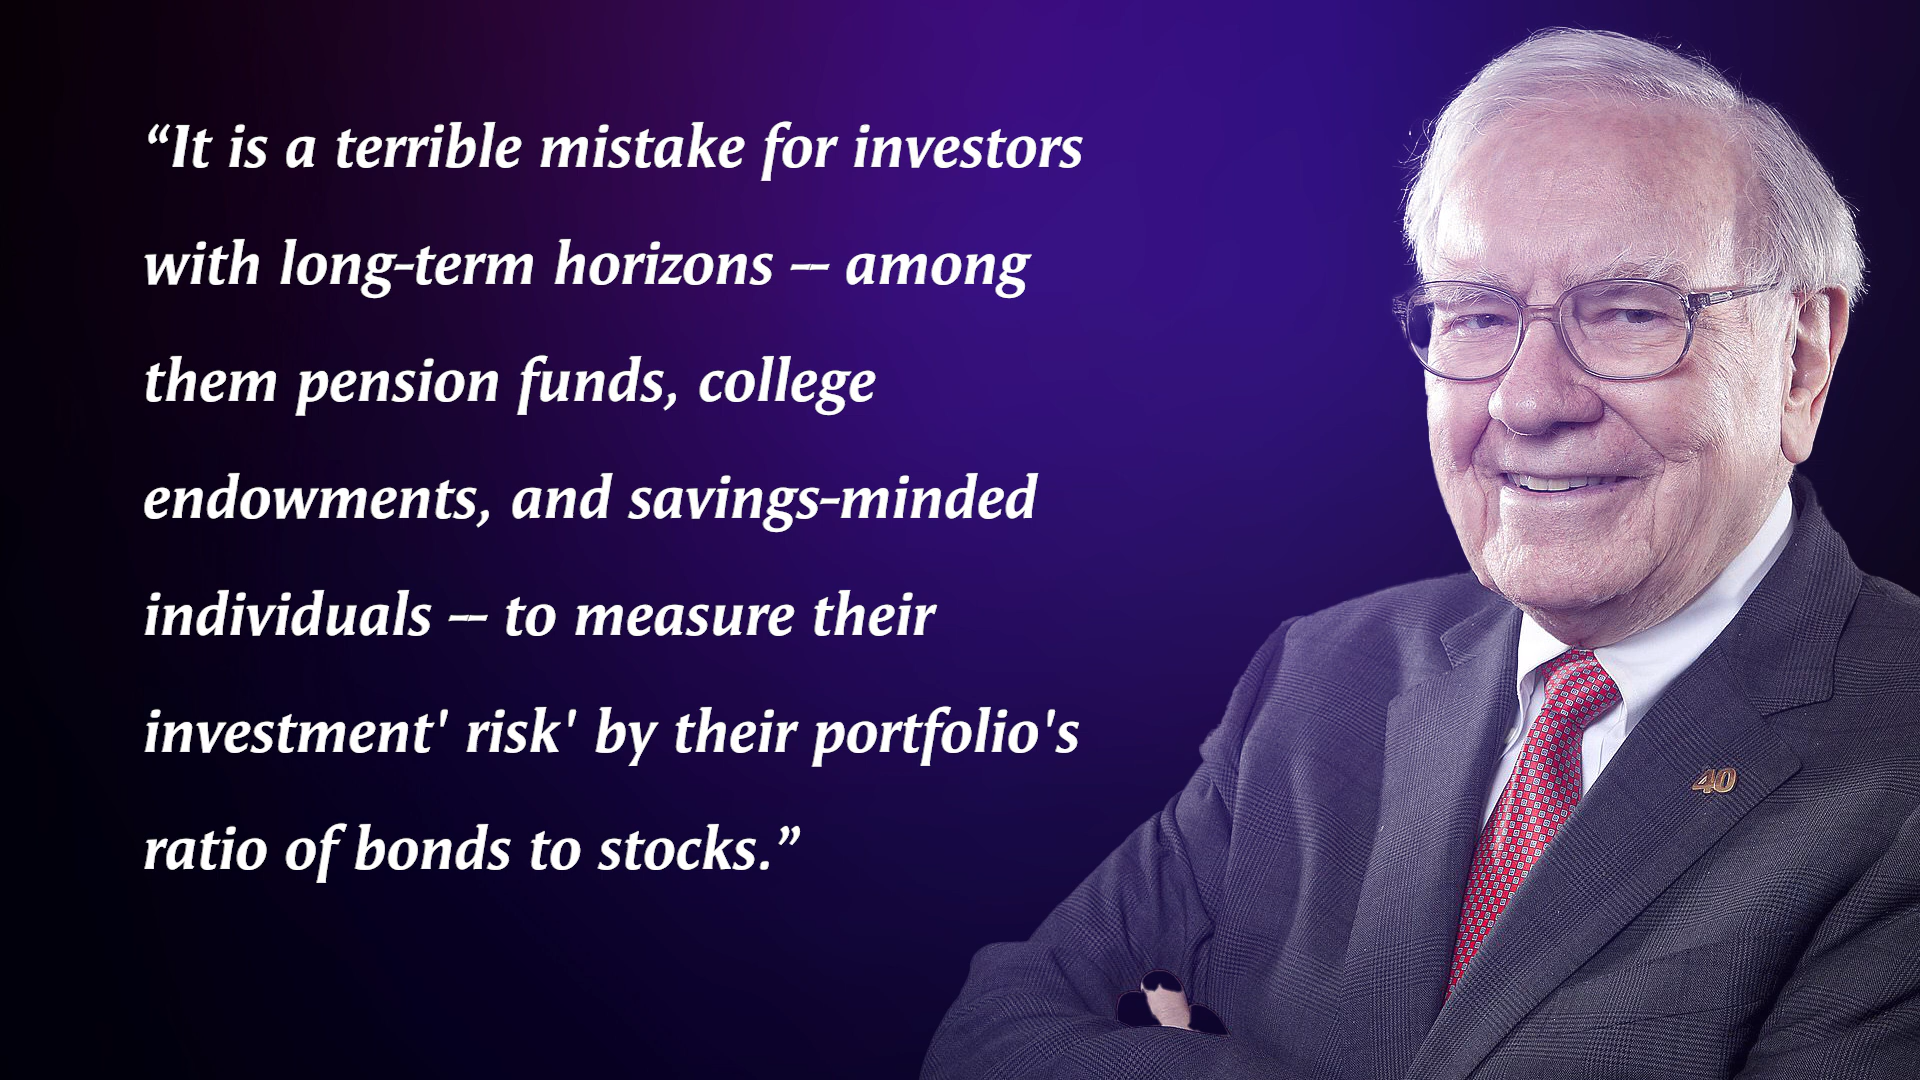 “It is a terrible mistake for investors
with long-term horizons -- among
them pension funds, college
endowments, and savings-minded
individuals -- to measure their
investment' risk' by their portfolio's
ratio of bonds to stocks.”
40